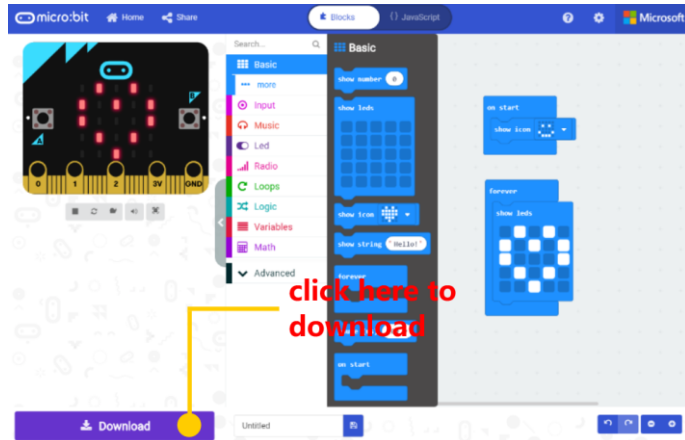 micro:bit Home Share Blocks {} JavaScript Microsoft
A
B
0 1 2 3V GND
Search...
Basic
more
Input
Music
Led
Radio
Loops
Logic
Variables
Math
Advanced
Basic
show number 0
show leds
show icon
show string "Hello!"
forever
on start
on start
show icon
forever
show leds
click here to
download
Download
Untitled